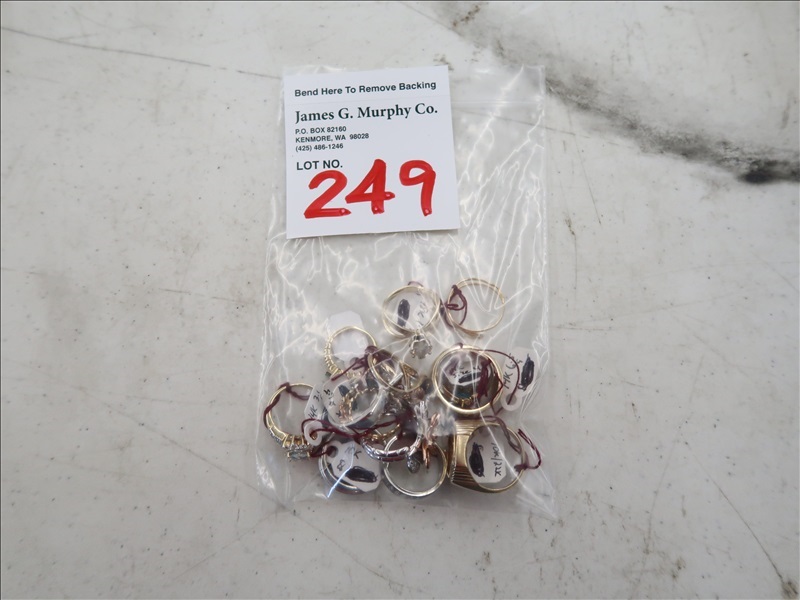 Bend Here To Remove Backing
James G. Murphy Co.
P.O. BOX 82160
KENMORE, WA 98028
(425) 486-1246
LOT NO.
249